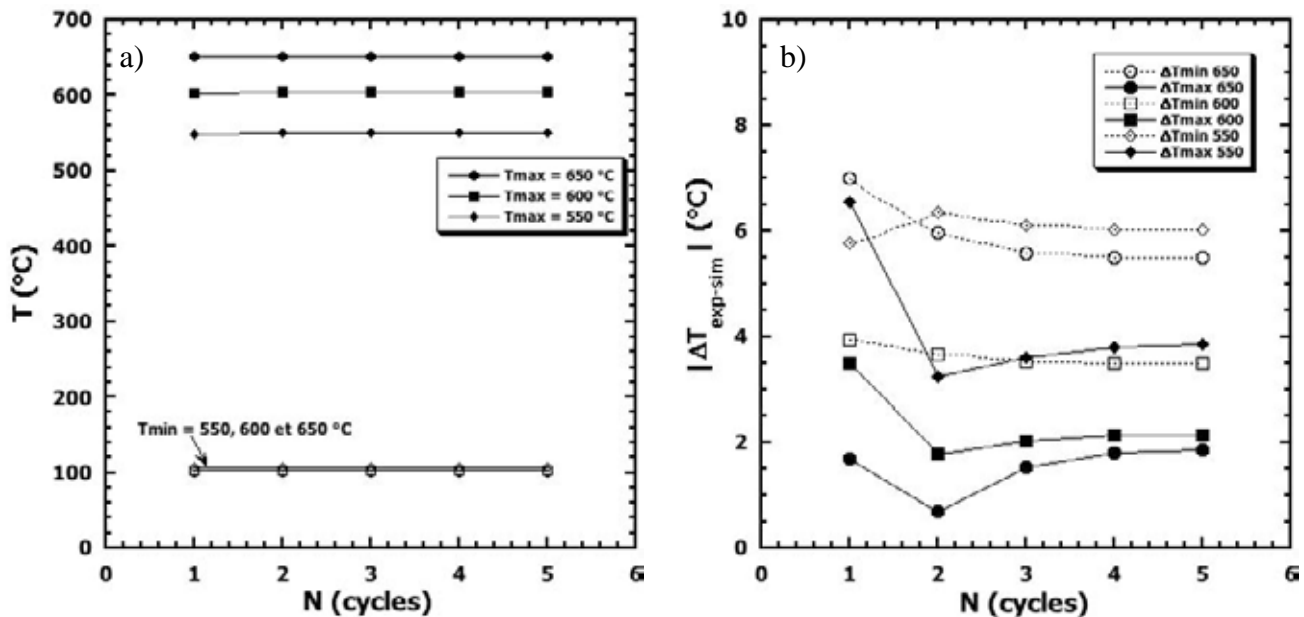 a)
T (°C)
700
600
500
400
300
200
100
0
Tmax = 650 °C
Tmax = 600 °C
Tmax = 550 °C
Tmin = 550, 600 et 650 °C
0 1 2 3 4 5 6
N (cycles)
b)
|ΔTexp-sim| (°C)
10
8
6
4
2
0
ΔTmin 650
ΔTmax 650
ΔTmin 600
ΔTmax 600
ΔTmin 550
ΔTmax 550
0 1 2 3 4 5 6
N (cycles)